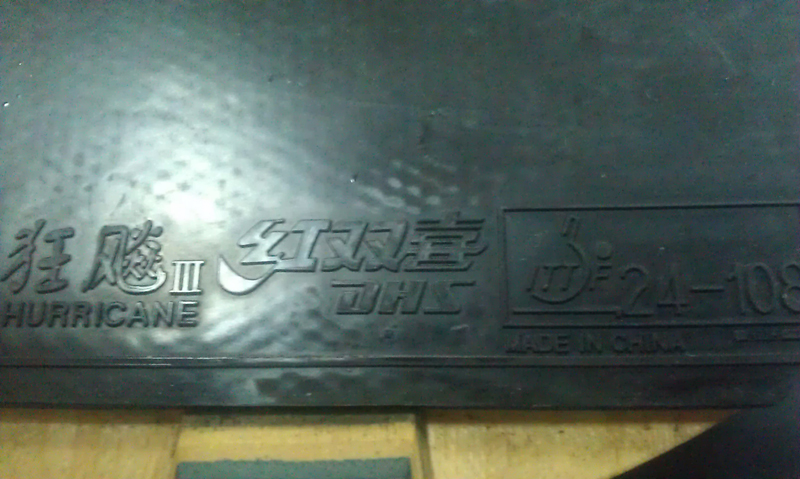 狂飚III 红双喜 ITTF 24-108
HURRICANE DHS
MADE IN CHINA